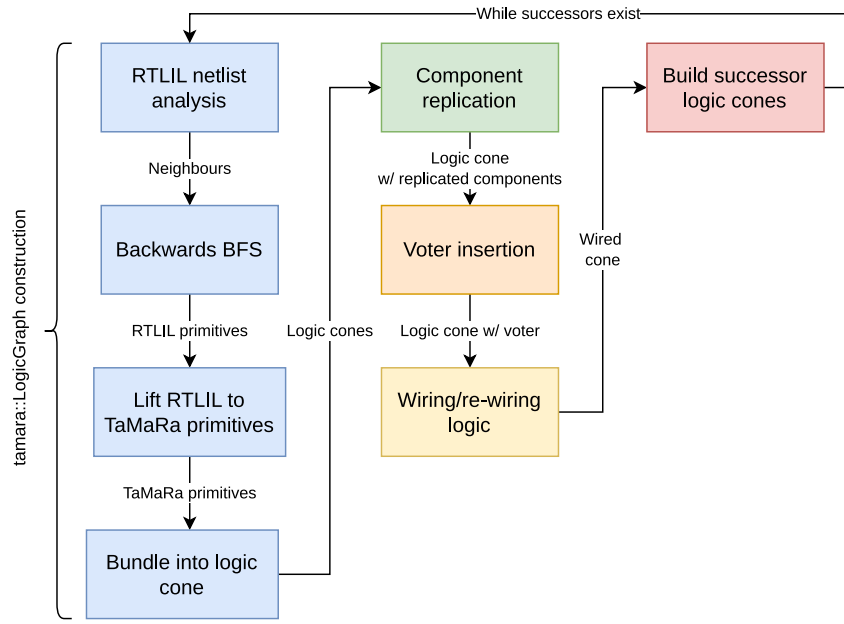 While successors exist
RTLIL netlist
analysis
Component
replication
Build successor
logic cones
Neighbours
Logic cone
w/ replicated components
Backwards BFS
Voter insertion
Wired
cone
tamara::LogicGraph construction
RTLIL primitives
Logic cones
Logic cone w/ voter
Lift RTLIL to
TaMaRa primitives
Wiring/re-wiring
logic
TaMaRa primitives
Bundle into logic
cone